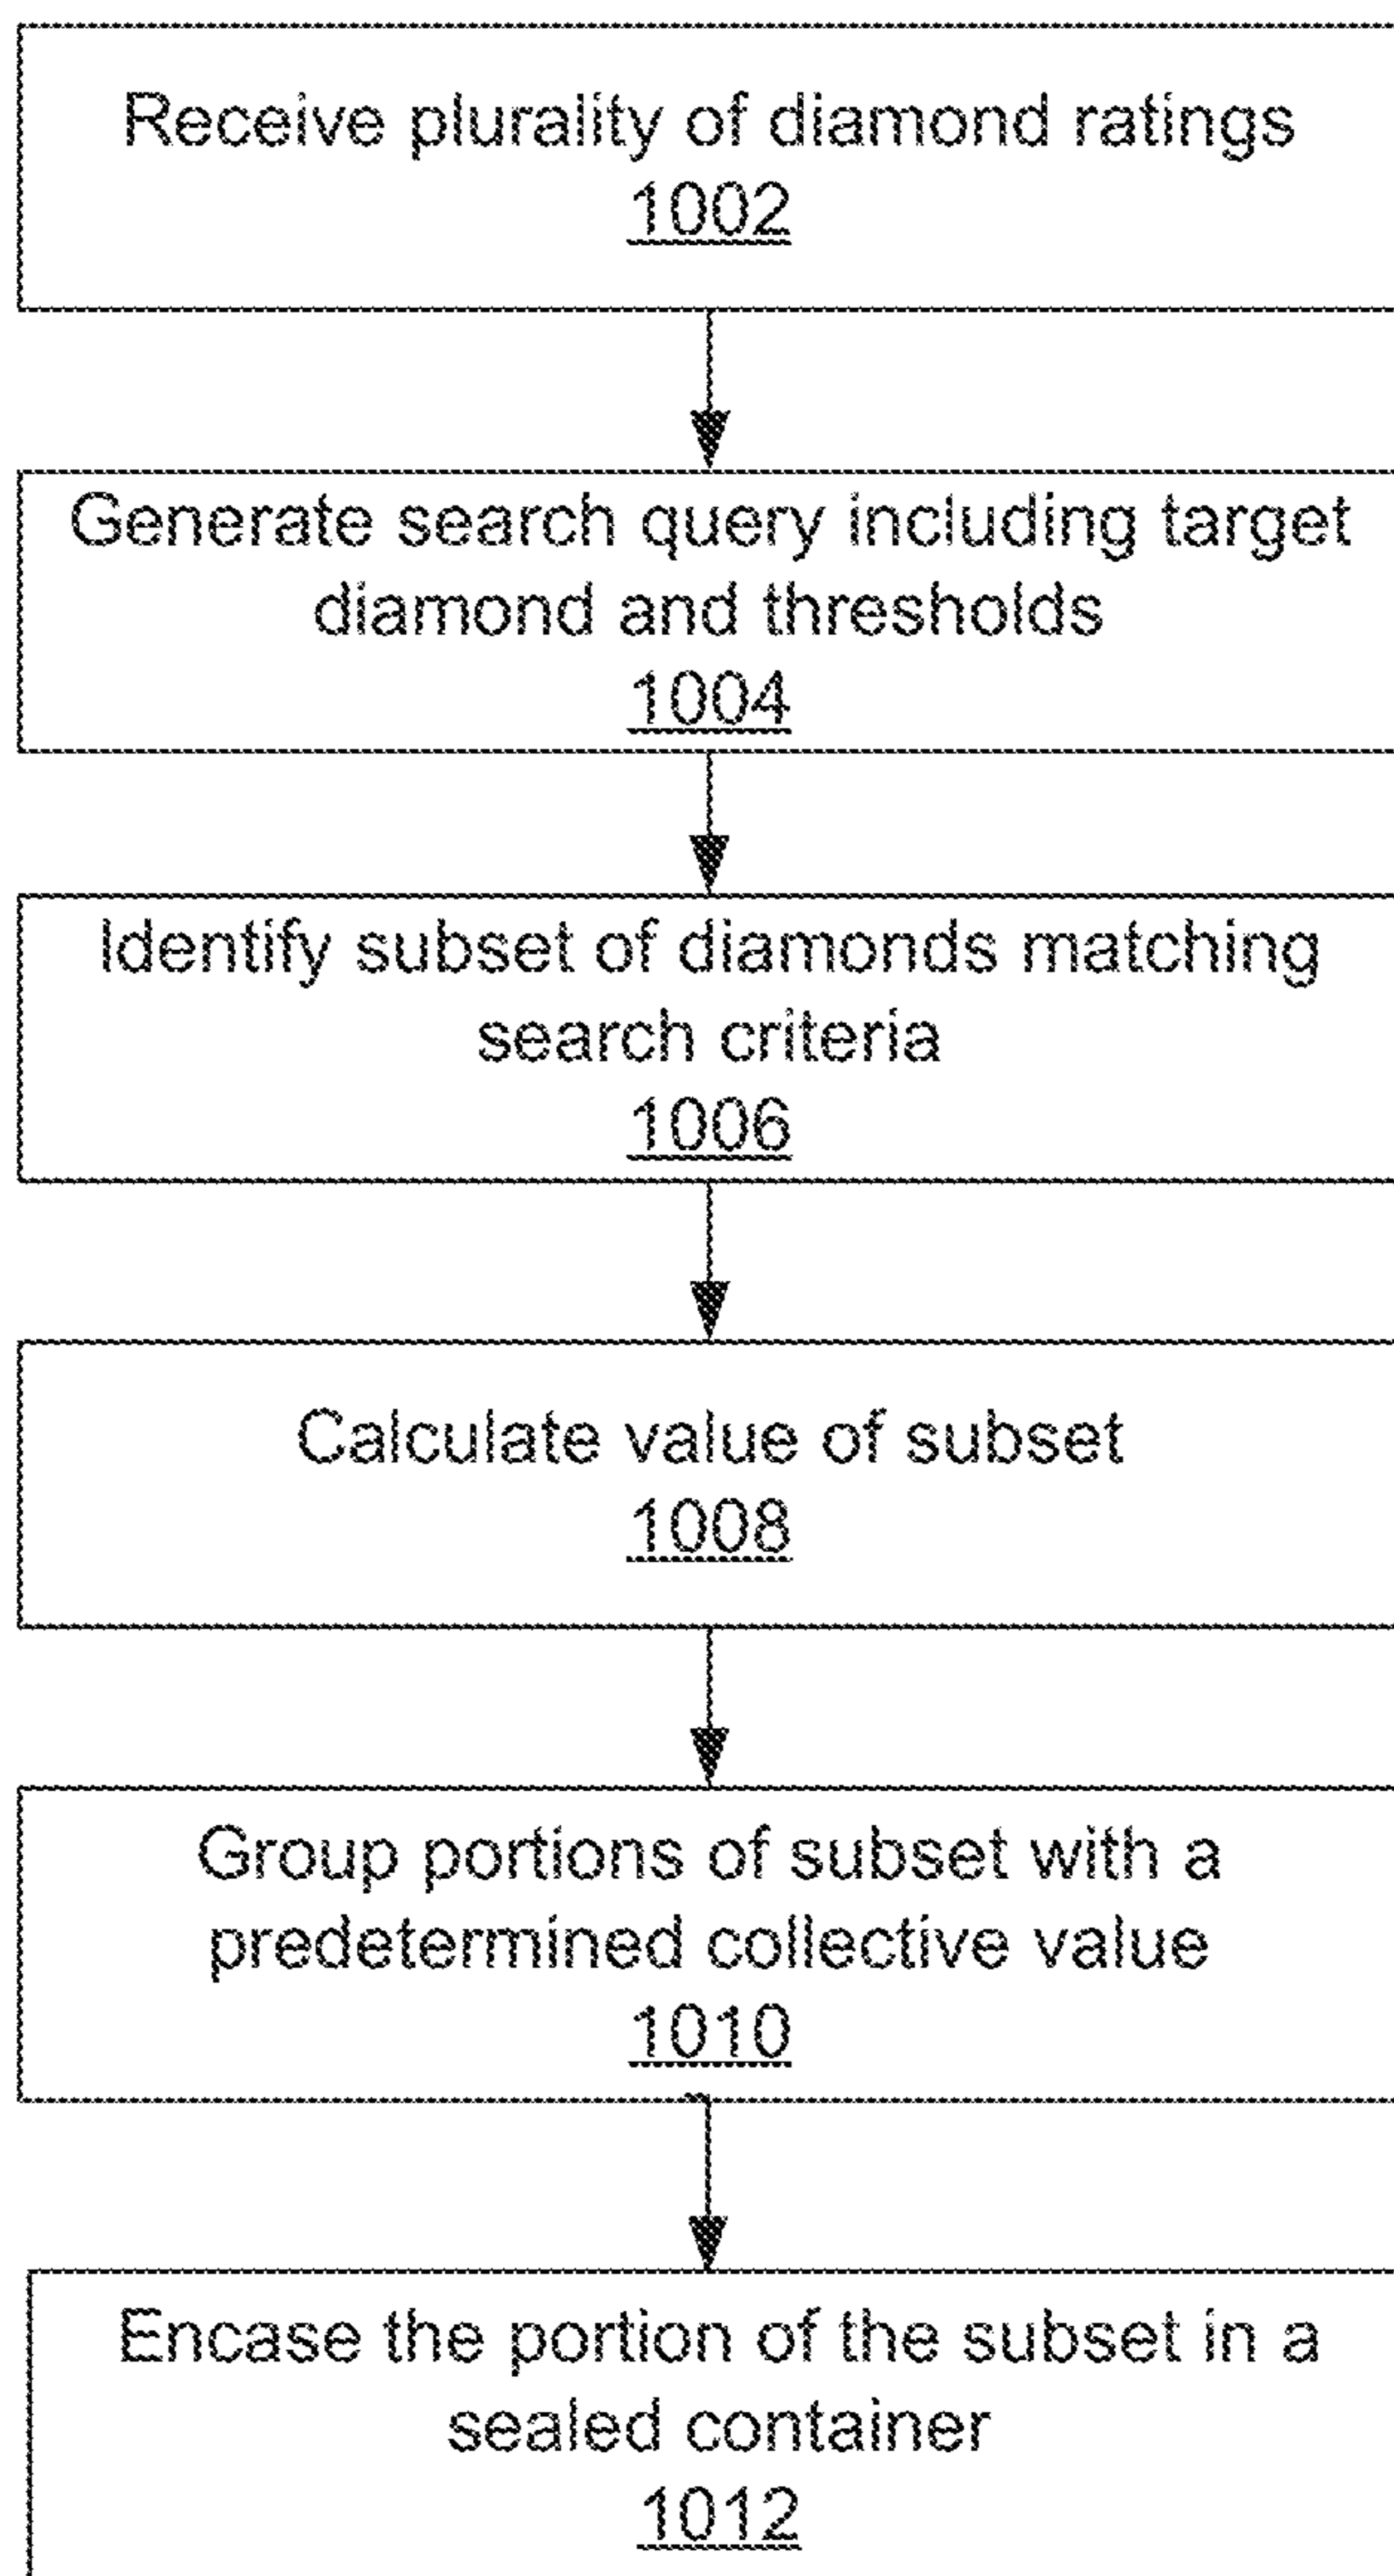 Receive plurality of diamond ratings
1002
Generate search query including target
diamond and thresholds
1004
Identify subset of diamonds matching
search criteria
1006
Calculate value of subset
1008
Group portions of subset with a
predetermined collective value
1010
Encase the portion of the subset in a
sealed container
1012